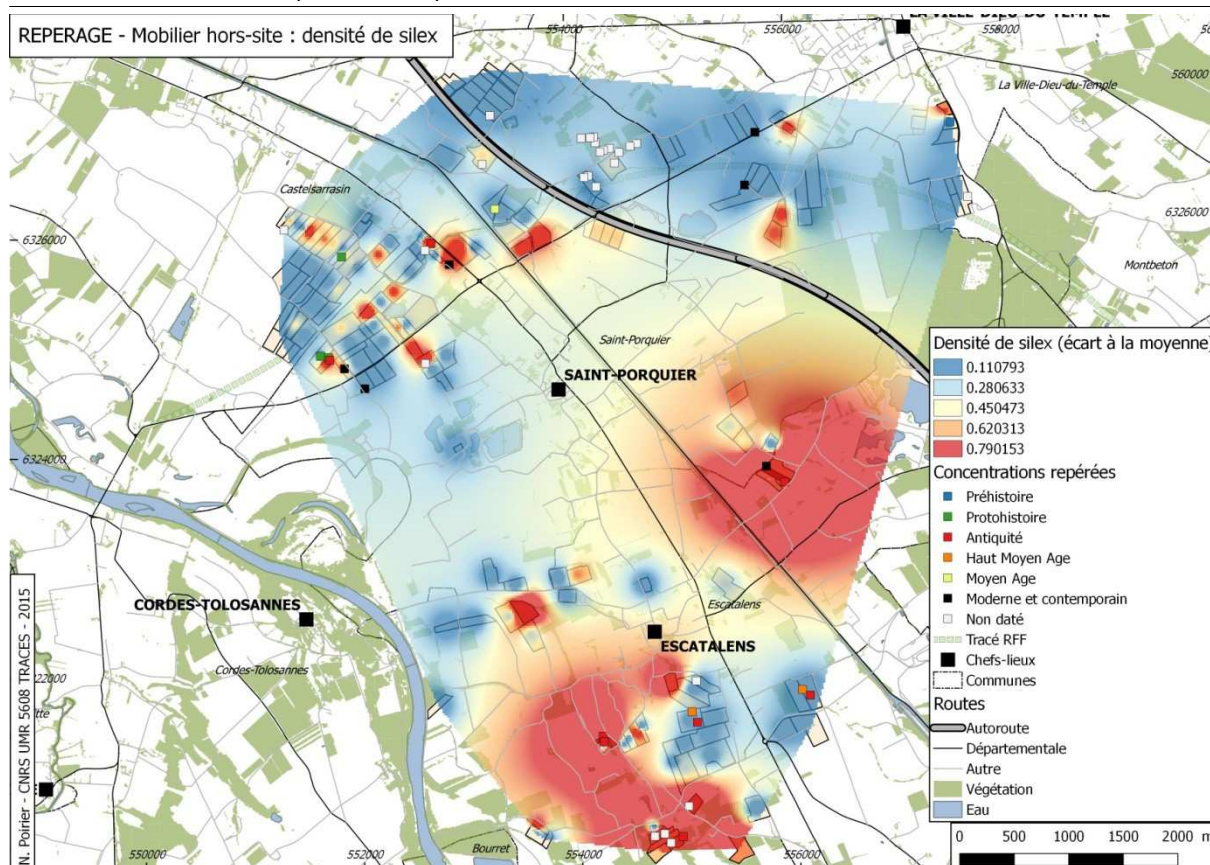 REPERAGE - Mobilier hors-site : densité de silex
LA VILLE-DIEU-DU-TEMPLE
554000
556000
558000
560000
La Ville-Dieu-du-Temple
Castelsarrasin
6326000
6326000
Montbeton
Saint-Porquier
SAINT-PORQUIER
6324000
CORDES-TOLOSANNES
Cordes-Tolosannes
Escatalens
ESCATALENS
Bourret
550000
552000
554000
556000
N. Poirier - CNRS UMR 5608 TRACES - 2015
Densité de silex (écart à la moyenne)
0.110793
0.280633
0.450473
0.620313
0.790153
Concentrations repérées
Préhistoire
Protohistoire
Antiquité
Haut Moyen Age
Moyen Age
Moderne et contemporain
Non daté
Tracé RFF
Chefs-lieux
Communes
Routes
Autoroute
Départementale
Autre
Végétation
Eau
0 500 1000 1500 2000 m